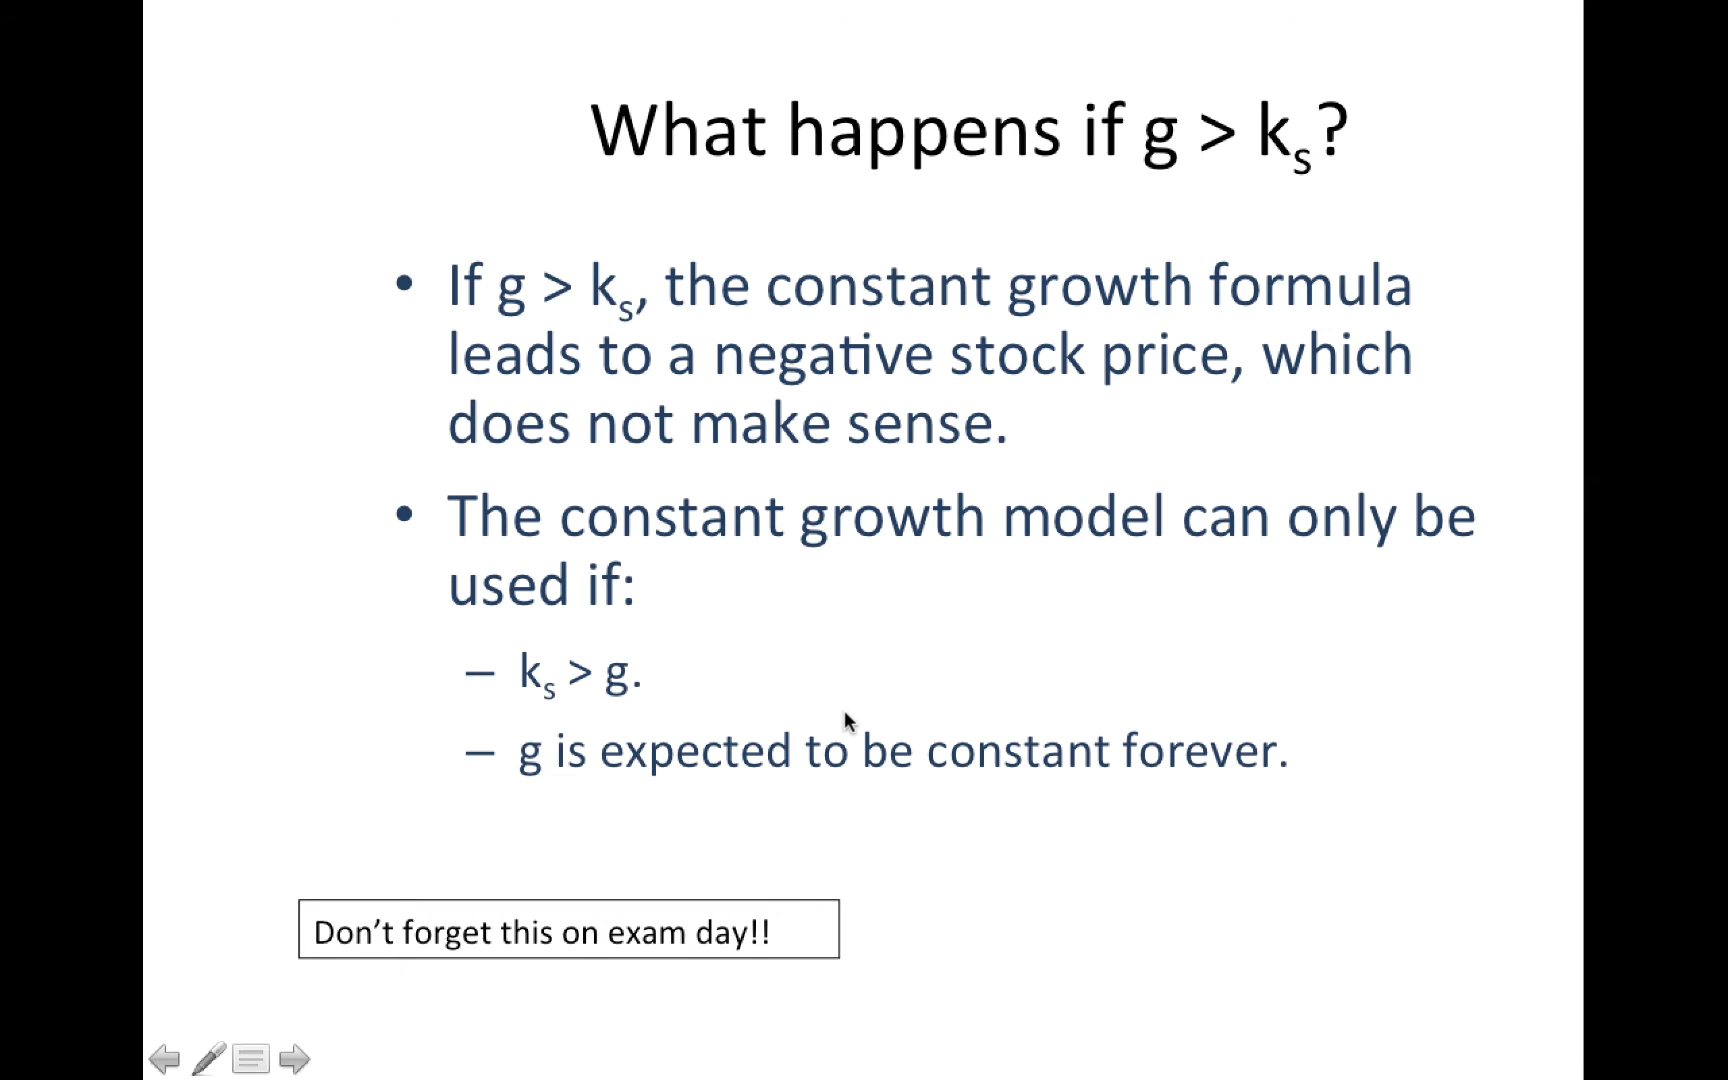 What happens if g > kₛ?
• If g > kₛ, the constant growth formula
leads to a negative stock price, which
does not make sense.
• The constant growth model can only be
used if:
– kₛ > g.
– g is expected to be constant forever.
Don’t forget this on exam day!!